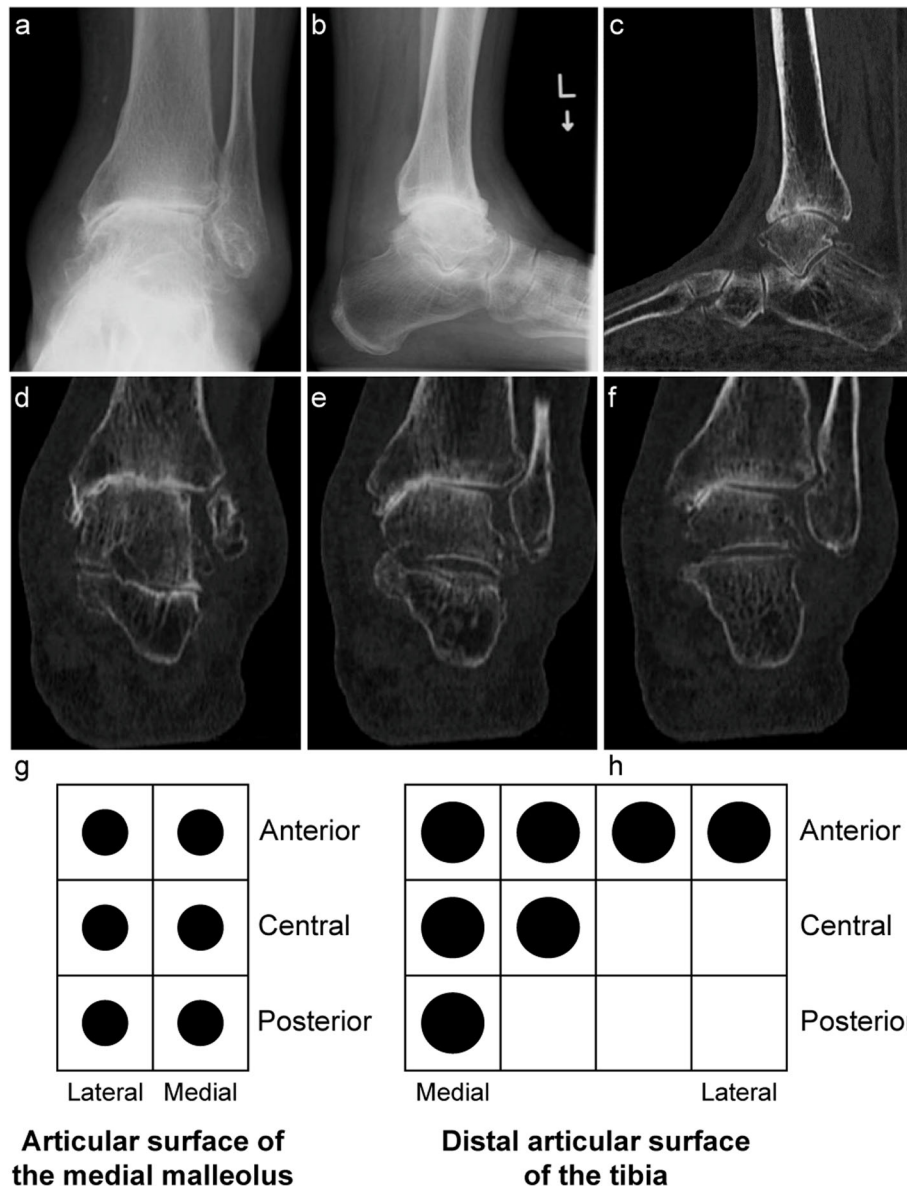 a
b
c
L
d
e
f
g
h
Anterior
Central
Posterior
Lateral Medial
Articular surface of
the medial malleolus
Anterior
Central
Posterio
Medial
Lateral
Distal articular surface
of the tibia